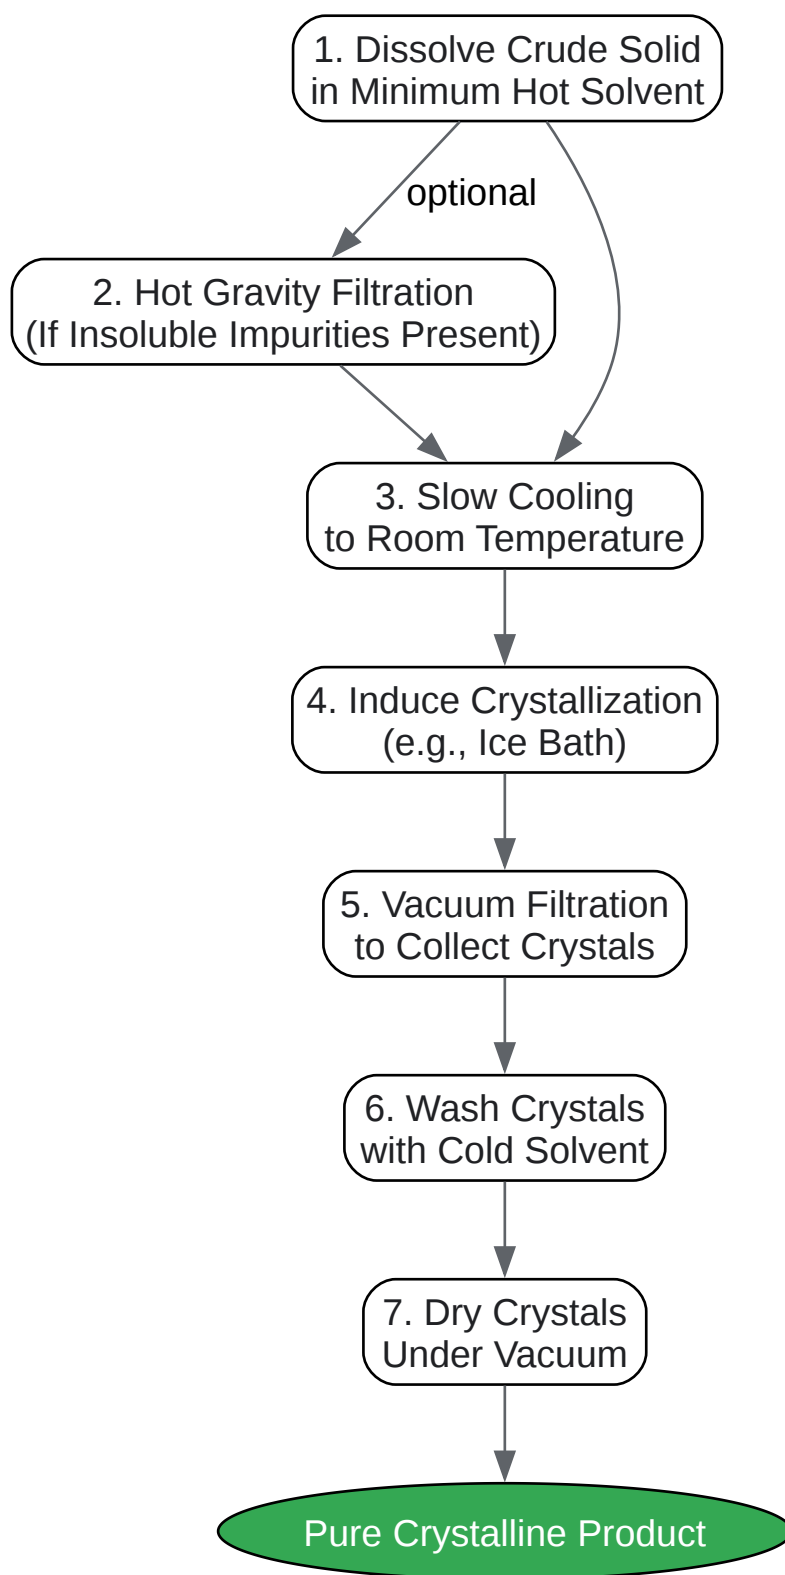 1. Dissolve Crude Solid
in Minimum Hot Solvent
optional
2. Hot Gravity Filtration
(If Insoluble Impurities Present)
3. Slow Cooling
to Room Temperature
4. Induce Crystallization
(e.g., Ice Bath)
5. Vacuum Filtration
to Collect Crystals
6. Wash Crystals
with Cold Solvent
7. Dry Crystals
Under Vacuum
Pure Crystalline Product